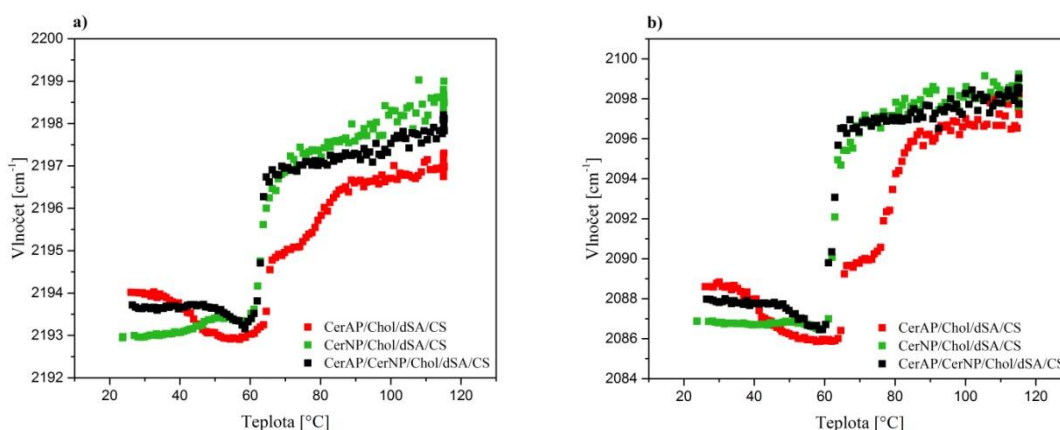 a)
Vlnočet [cm-1]
2200
2199
2198
2197
2196
2195
2194
2193
2192
20 40 60 80 100 120
Teplota [°C]
CerAP/Chol/dSA/CS
CerNP/Chol/dSA/CS
CerAP/CerNP/Chol/dSA/CS
b)
Vlnočet [cm-1]
2100
2098
2096
2094
2092
2090
2088
2086
2084
20 40 60 80 100 120
Teplota [°C]
CerAP/Chol/dSA/CS
CerNP/Chol/dSA/CS
CerAP/CerNP/Chol/dSA/CS